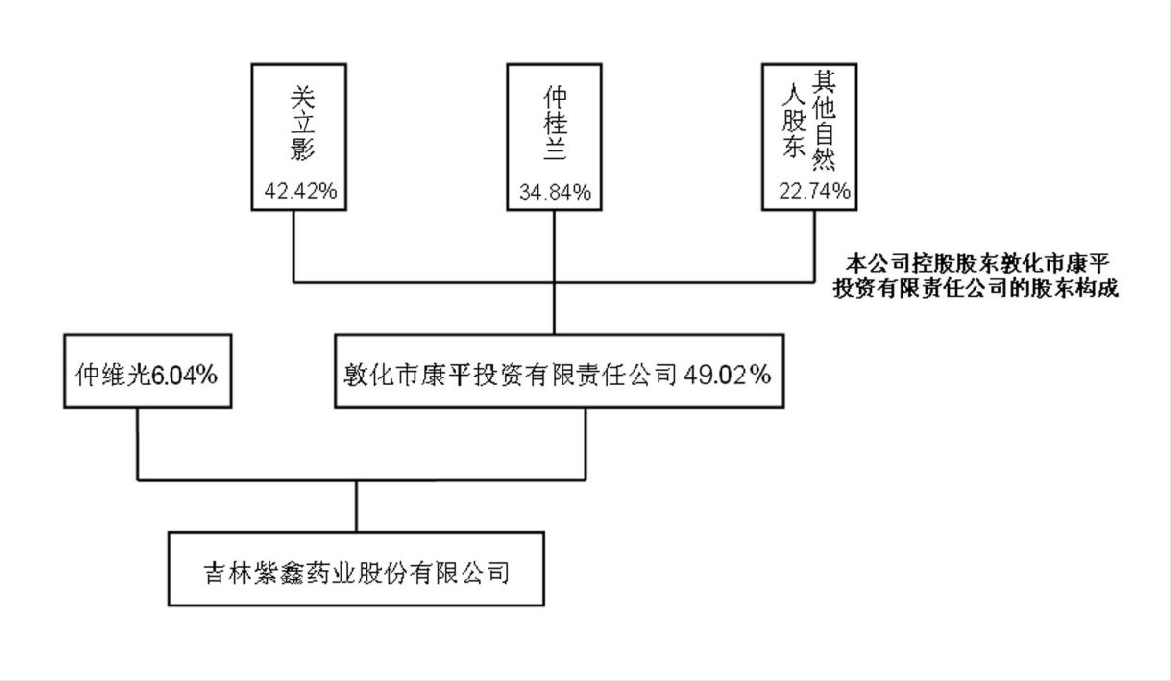 关立影
42.42%
仲桂兰
34.84%
其他自然
人股东
22.74%
本公司控股股东敦化市康平
投资有限责任公司的股东构成
仲维光6.04%
敦化市康平投资有限责任公司 49.02%
吉林紫鑫药业股份有限公司